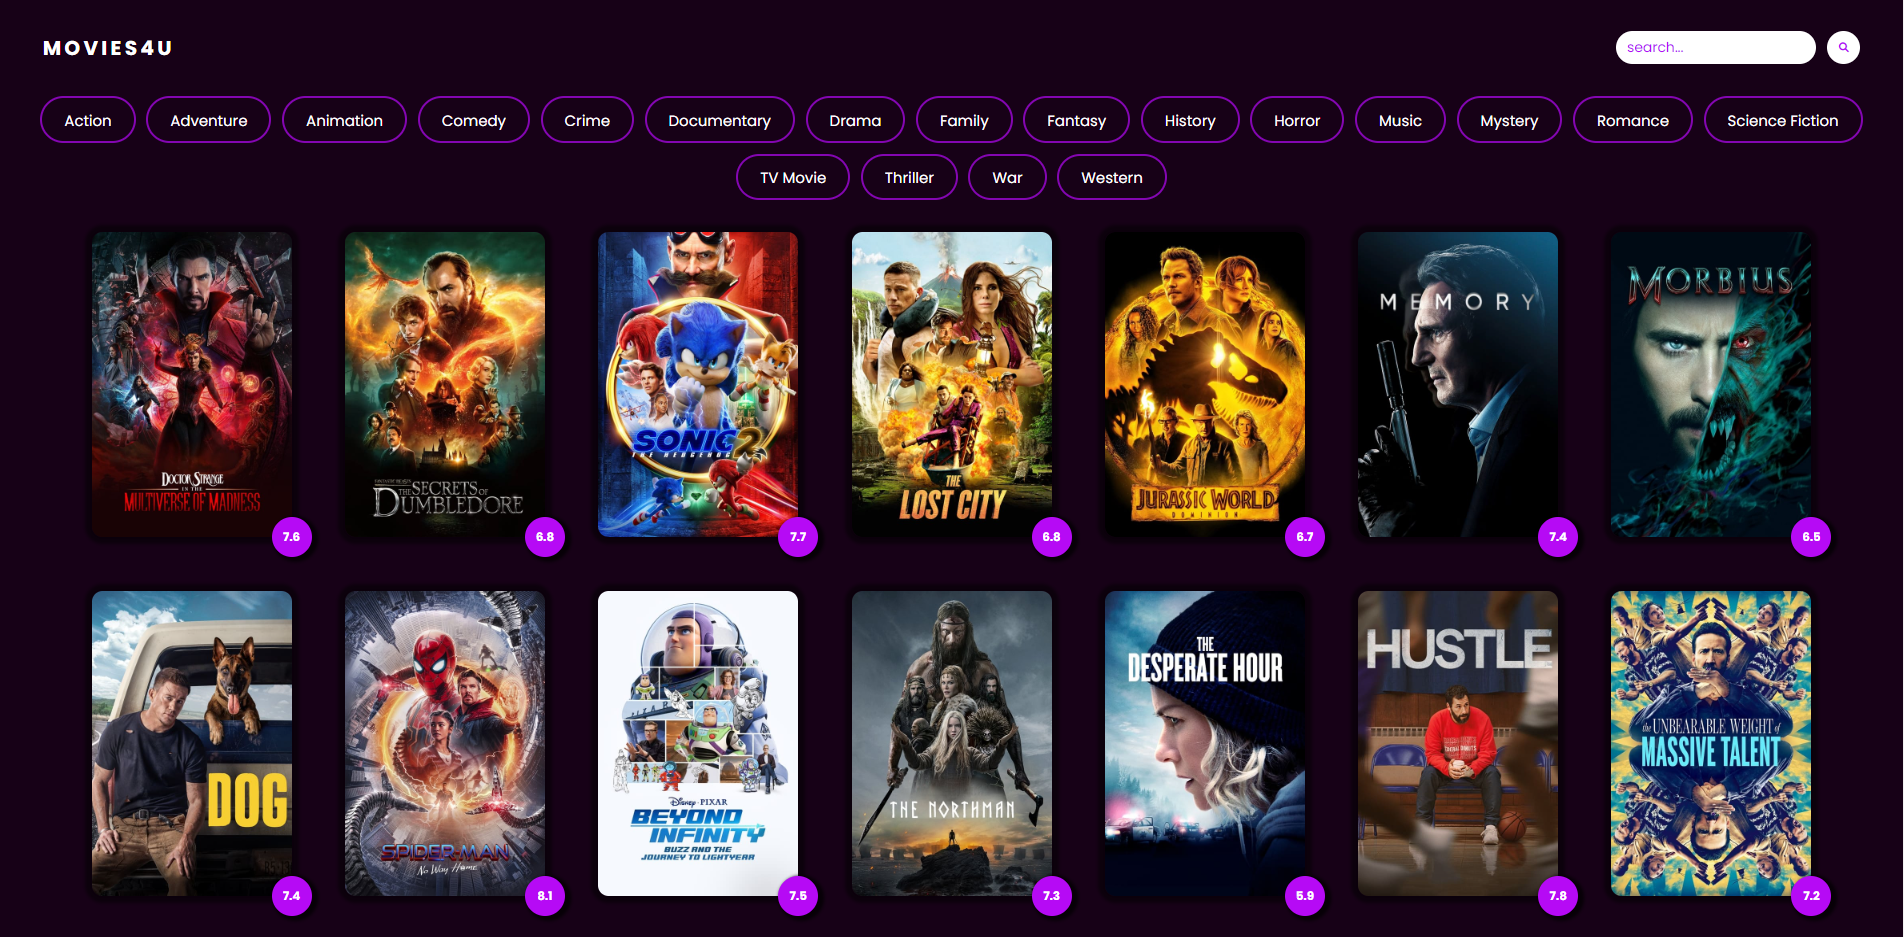 MOVIES4U
search...
Action
Adventure
Animation
Comedy
Crime
Documentary
Drama
Family
Fantasy
History
Horror
Music
Mystery
Romance
Science Fiction
TV Movie
Thriller
War
Western
DOCTOR STRANGE
IN THE
MULTIVERSE OF MADNESS
7.6
THE SECRETS OF
DUMBLEDORE
6.8
SONIC 2
THE HEDGEHOG
7.7
THE
LOST CITY
6.8
JURASSIC WORLD
DOMINION
6.7
MEMORY
7.4
MORBIUS
6.5
DOG
7.4
SPIDER-MAN
NO WAY HOME
8.1
Disney · PIXAR
BEYOND
INFINITY
BUZZ AND THE
JOURNEY TO LIGHTYEAR
7.5
THE NORTHMAN
7.3
THE
DESPERATE HOUR
5.9
HUSTLE
7.8
the UNBEARABLE WEIGHT of
MASSIVE TALENT
7.2